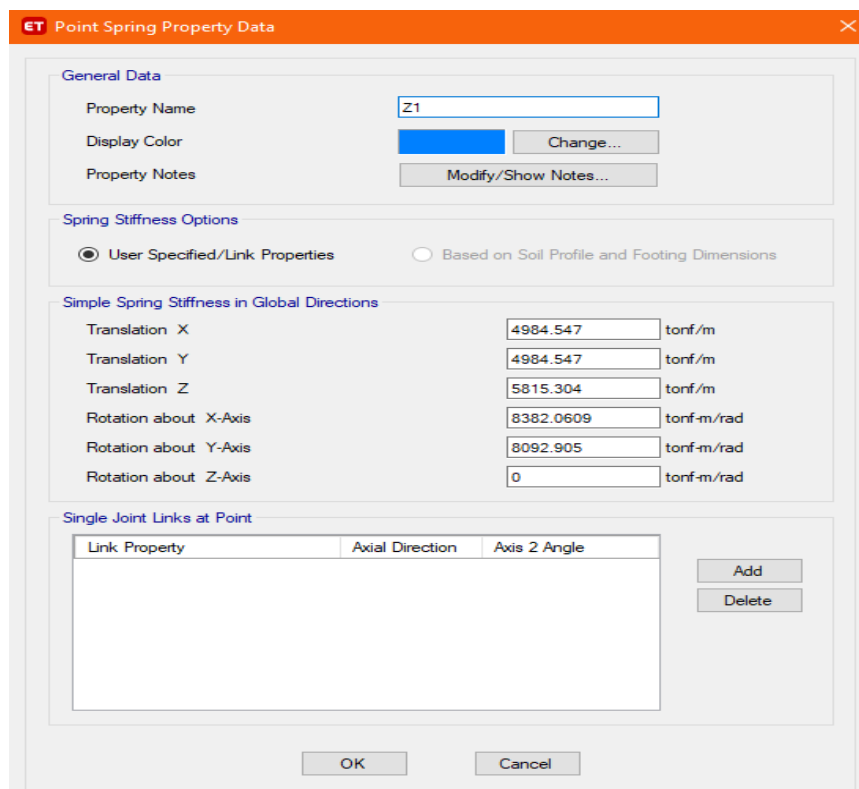 ET Point Spring Property Data
General Data
Property Name Z1
Display Color Change...
Property Notes Modify/Show Notes...
Spring Stiffness Options
User Specified/Link Properties Based on Soil Profile and Footing Dimensions
Simple Spring Stiffness in Global Directions
Translation X 4984.547 tonf/m
Translation Y 4984.547 tonf/m
Translation Z 5815.304 tonf/m
Rotation about X-Axis 8382.0609 tonf-m/rad
Rotation about Y-Axis 8092.905 tonf-m/rad
Rotation about Z-Axis 0 tonf-m/rad
Single Joint Links at Point
Link Property Axial Direction Axis 2 Angle
Add
Delete
OK Cancel